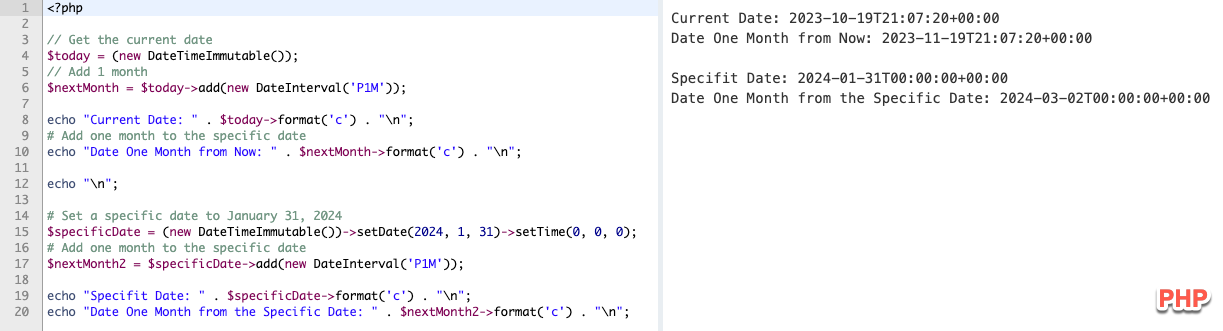 1 <?php
2
3 // Get the current date
4 $today = (new DateTimeImmutable());
5 // Add 1 month
6 $nextMonth = $today->add(new DateInterval('P1M'));
7
8 echo "Current Date: " . $today->format('c') . "\n";
9 # Add one month to the specific date
10 echo "Date One Month from Now: " . $nextMonth->format('c') . "\n";
11
12 echo "\n";
13
14 # Set a specific date to January 31, 2024
15 $specificDate = (new DateTimeImmutable())->setDate(2024, 1, 31)->setTime(0, 0, 0);
16 # Add one month to the specific date
17 $nextMonth2 = $specificDate->add(new DateInterval('P1M'));
18
19 echo "Specifit Date: " . $specificDate->format('c') . "\n";
20 echo "Date One Month from the Specific Date: " . $nextMonth2->format('c') . "\n";
Current Date: 2023-10-19T21:07:20+00:00
Date One Month from Now: 2023-11-19T21:07:20+00:00
Specifit Date: 2024-01-31T00:00:00+00:00
Date One Month from the Specific Date: 2024-03-02T00:00:00+00:00
PHP